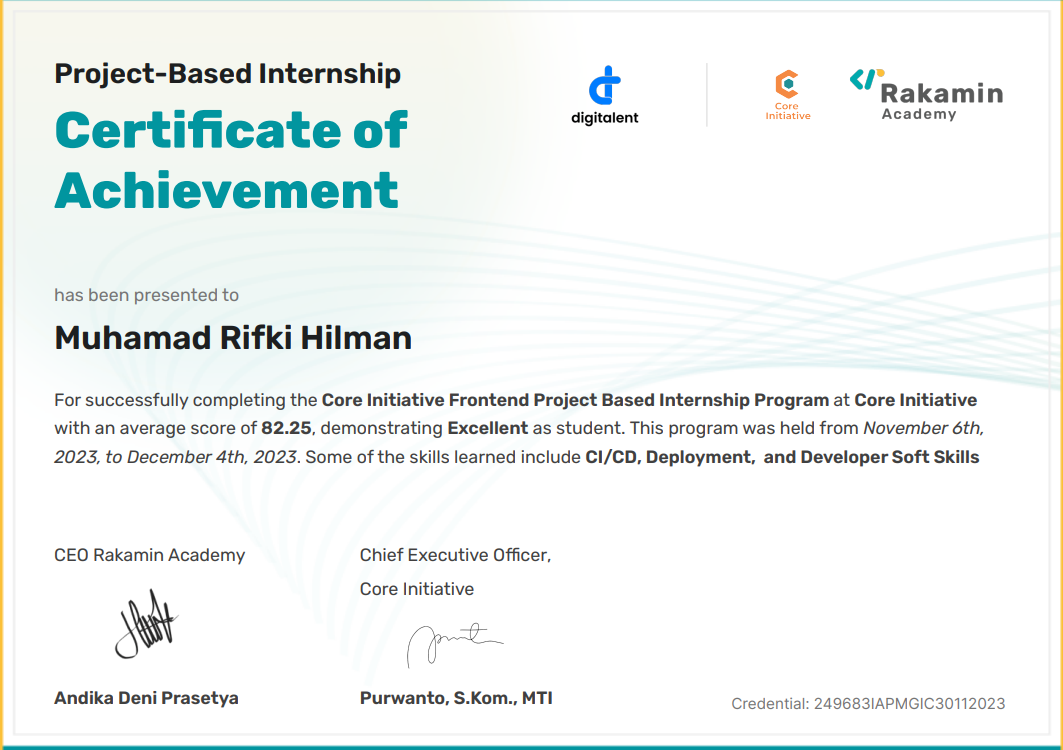 Project-Based Internship
Certificate of
Achievement
digitalent
Core
Initiative
Rakamin
Academy
has been presented to
Muhamad Rifki Hilman
For successfully completing the Core Initiative Frontend Project Based Internship Program at Core Initiative
with an average score of 82.25, demonstrating Excellent as student. This program was held from November 6th,
2023, to December 4th, 2023. Some of the skills learned include CI/CD, Deployment,  and Developer Soft Skills
CEO Rakamin Academy
Chief Executive Officer,
Core Initiative
Andika Deni Prasetya
Purwanto, S.Kom., MTI
Credential: 249683IAPMGIC30112023